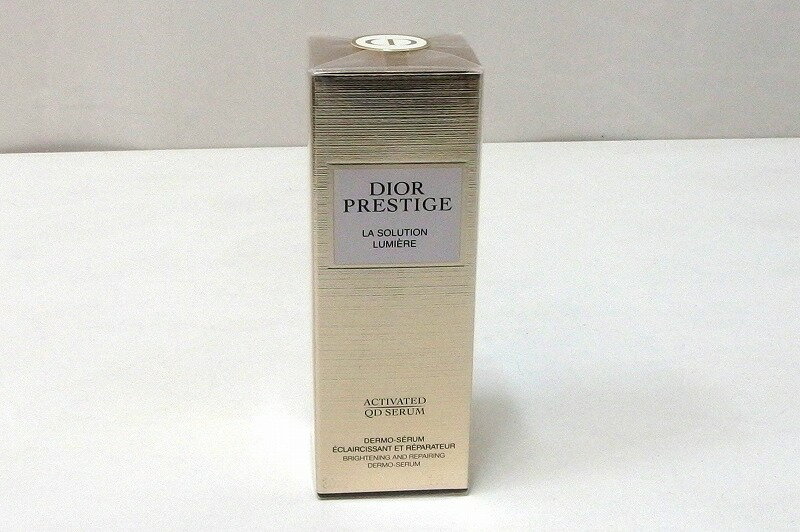 DIOR
PRESTIGE
LA SOLUTION
LUMIÈRE
ACTIVATED
QD SERUM
DERMO-SÉRUM
ÉCLAIRCISSANT ET RÉPARATEUR
BRIGHTENING AND REPAIRING
DERMO-SERUM